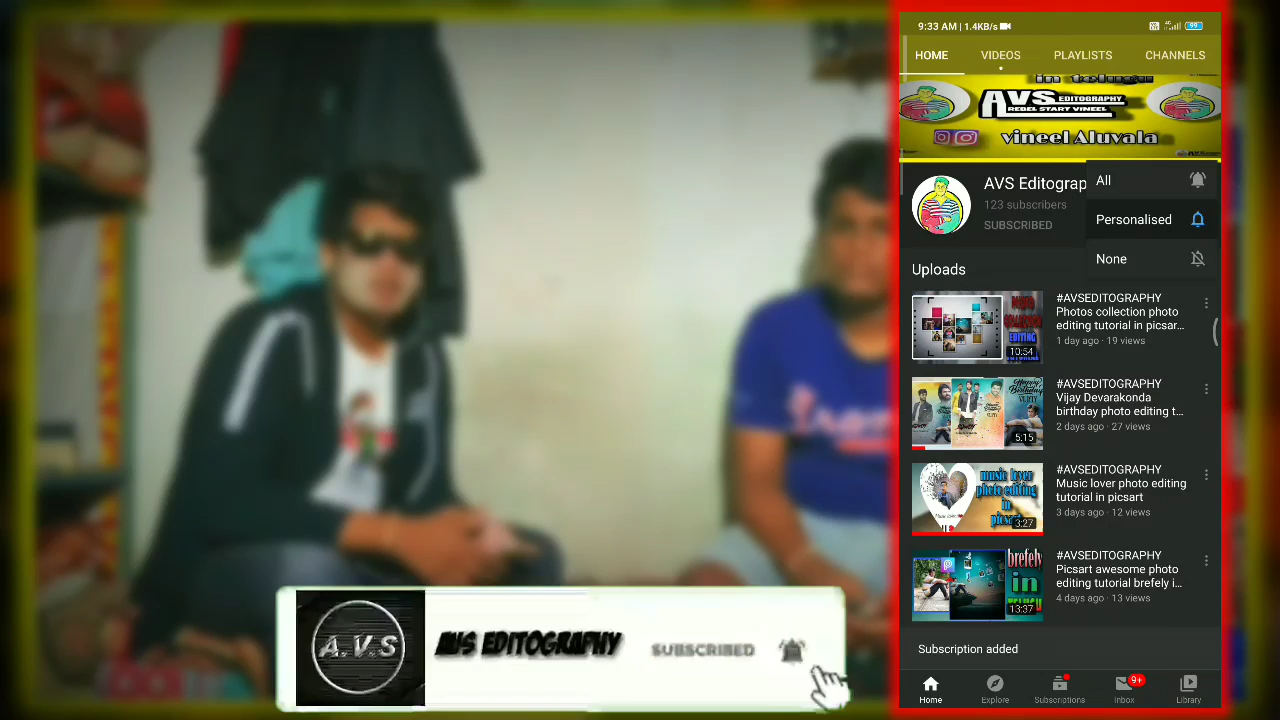 9:33 AM | 1.4KB/s
99
HOME
VIDEOS
PLAYLISTS
CHANNELS
in telugu
AVS EDITOGRAPHY
REBEL START VINEEL
vineel Aluvala
AVS Editograp
123 subscribers
SUBSCRIBED
All
Personalised
None
Uploads
#AVSEDITOGRAPHY
Photos collection photo
editing tutorial in picsar...
1 day ago · 19 views
10:54
#AVSEDITOGRAPHY
Vijay Devarakonda
birthday photo editing t...
2 days ago · 27 views
5:15
#AVSEDITOGRAPHY
Music lover photo editing
tutorial in picsart
3 days ago · 12 views
music lover
photo editing
in
3:27
#AVSEDITOGRAPHY
Picsart awesome photo
editing tutorial brefely i...
4 days ago · 13 views
brefely
in
13:37
Subscription added
Home
Explore
Subscriptions
9+
Inbox
Library
A.V.S
AVS EDITOGRAPHY
SUBSCRIBED